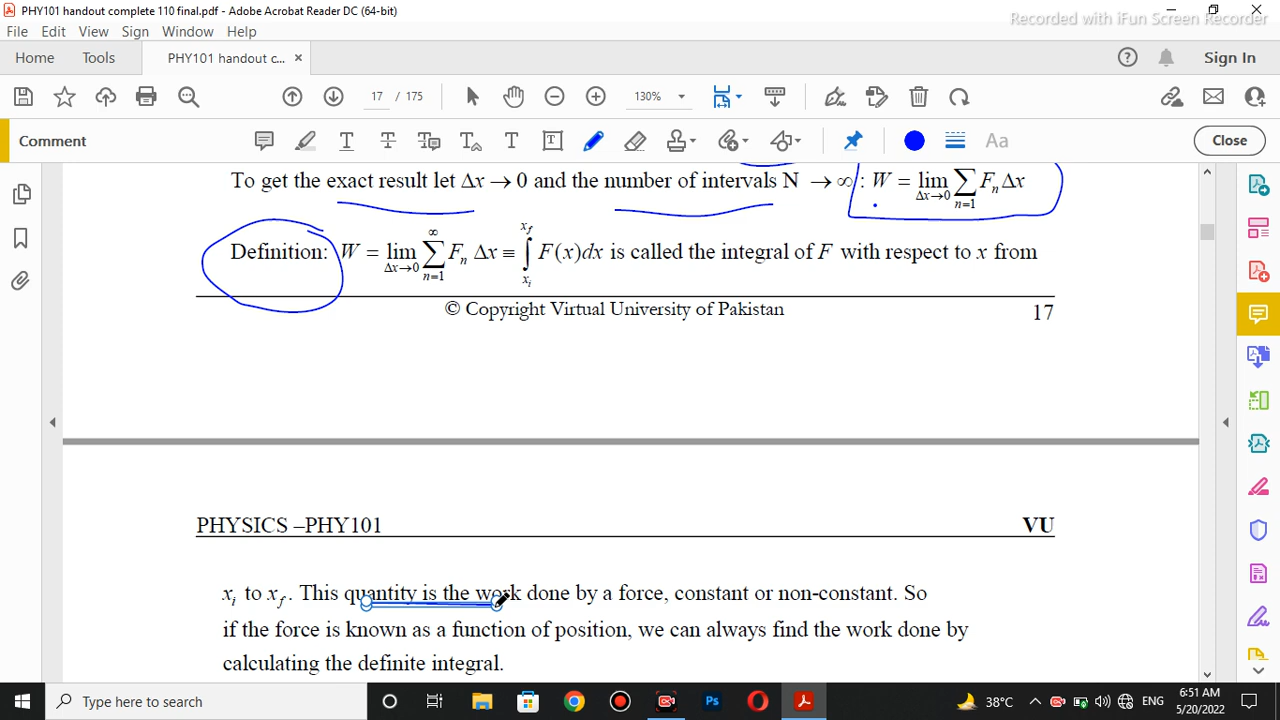 PHY101 handout complete 110 final.pdf - Adobe Acrobat Reader DC (64-bit)
Recorded with iFun Screen Recorder
File Edit View Sign Window Help
Home Tools PHY101 handout c... × Sign In
17 / 175 130%
Comment Close
To get the exact result let Δx → 0 and the number of intervals N → ∞ : W = lim_{Δx→0} ∑_{n=1} F_n Δx
Definition: W = lim_{Δx→0} ∑_{n=1}^{∞} F_n Δx ≡ ∫_{x_i}^{x_f} F(x)dx is called the integral of F with respect to x from
© Copyright Virtual University of Pakistan 17
PHYSICS –PHY101 VU
x_i to x_f. This quantity is the work done by a force, constant or non-constant. So
if the force is known as a function of position, we can always find the work done by
calculating the definite integral.
Type here to search 38°C ENG 6:51 AM
5/20/2022